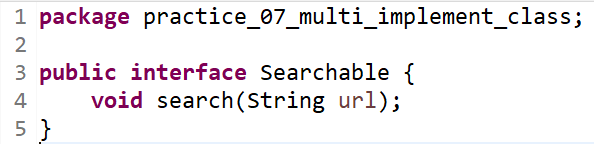 1 package practice_07_multi_implement_class;
2
3 public interface Searchable {
4     void search(String url);
5 }